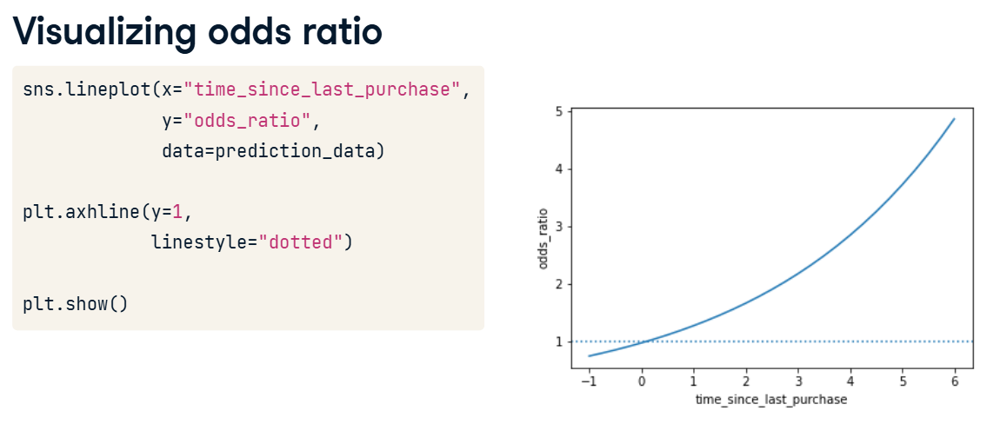 Visualizing odds ratio
sns.lineplot(x="time_since_last_purchase",
y="odds_ratio",
data=prediction_data)
plt.axhline(y=1,
linestyle="dotted")
plt.show()
5
4
3
2
1
odds_ratio
−1 0 1 2 3 4 5 6
time_since_last_purchase